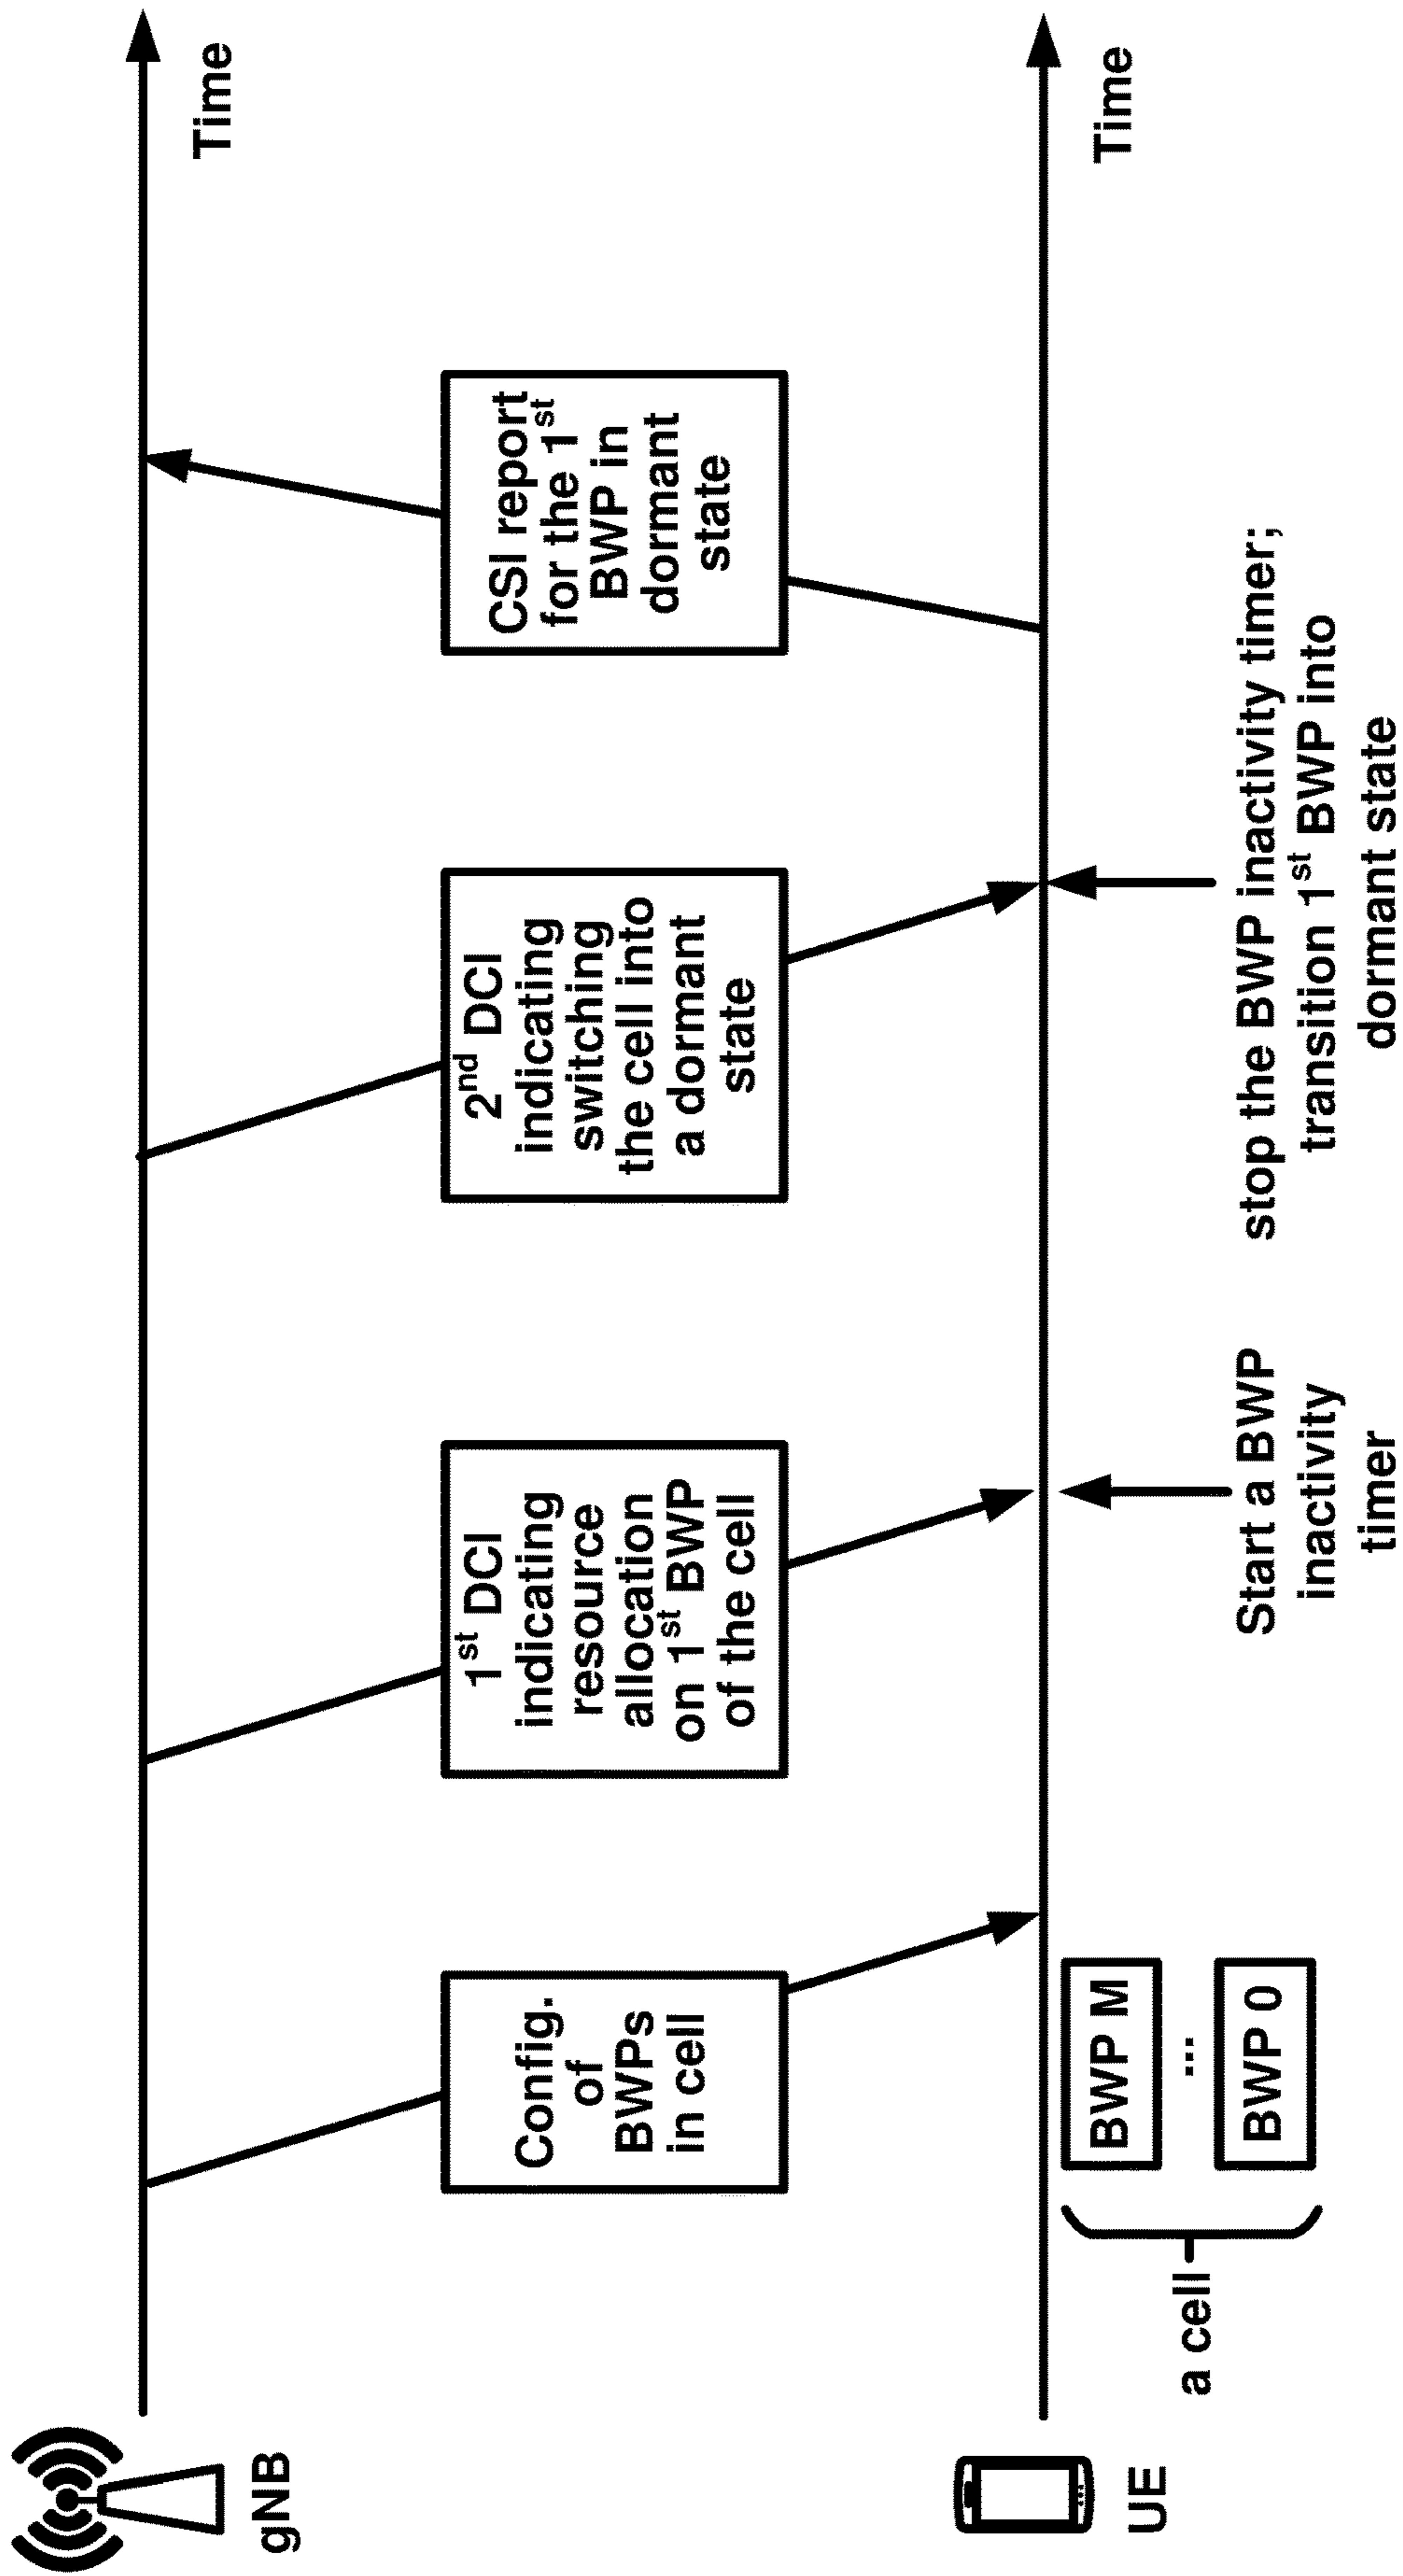 gNB
Time
Config.
of
BWPs
in cell
1st DCI
indicating
resource
allocation
on 1st BWP
of the cell
2nd DCI
indicating
switching
the cell into
a dormant
state
CSI report
for the 1st
BWP in
dormant
state
UE
Time
a cell
BWP M
...
BWP 0
Start a BWP
inactivity
timer
stop the BWP inactivity timer;
transition 1st BWP into
dormant state